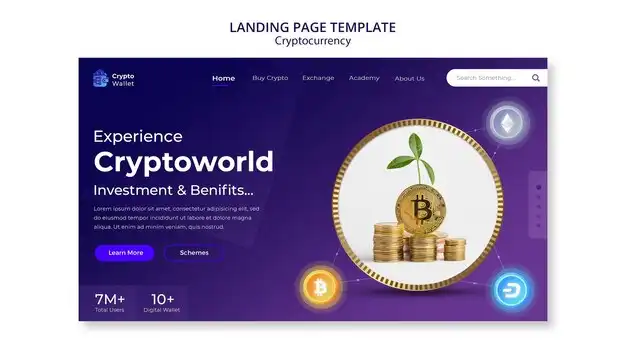 LANDING PAGE TEMPLATE
Cryptocurrency
Crypto
Wallet
Home
Buy Crypto
Exchange
Academy
About Us
Search Something...
Experience
Cryptoworld
Investment & Benifits...
Lorem ipsum dolor sit amet, consectetur adipiscing elit,
sed do eiusmod tempor ut labore et dolore magna
aliqua. Ut enim ad minim veniam, quis nostrud.
Learn More
Schemes
7M+
Total Users
10+
Digital Wallet